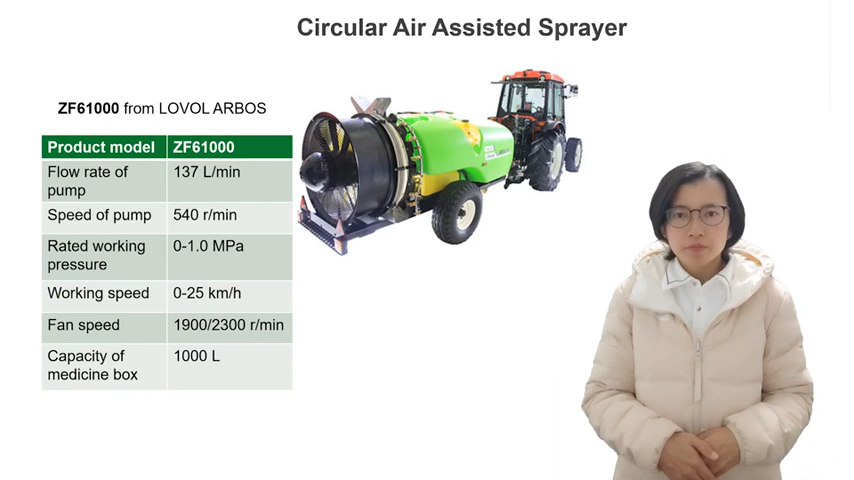 Circular Air Assisted Sprayer
ZF61000 from LOVOL ARBOS
Product model ZF61000
Flow rate of pump 137 L/min
Speed of pump 540 r/min
Rated working pressure 0-1.0 MPa
Working speed 0-25 km/h
Fan speed 1900/2300 r/min
Capacity of medicine box 1000 L